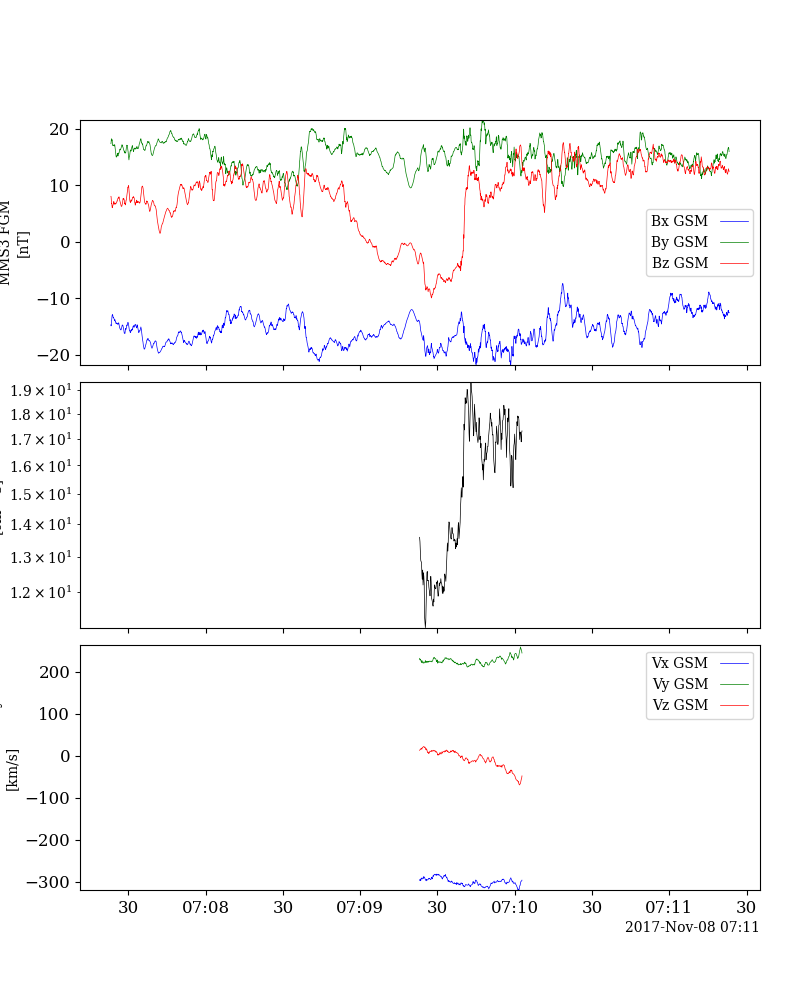 20
10
0
−10
−20
MMS3 FGM
[nT]
Bx GSM
By GSM
Bz GSM
1.9 × 10¹
1.8 × 10¹
1.7 × 10¹
1.6 × 10¹
1.5 × 10¹
1.4 × 10¹
1.3 × 10¹
1.2 × 10¹
200
100
0
−100
−200
−300
[km/s]
Vx GSM
Vy GSM
Vz GSM
30 07:08 30 07:09 30 07:10 30 07:11 30
2017-Nov-08 07:11